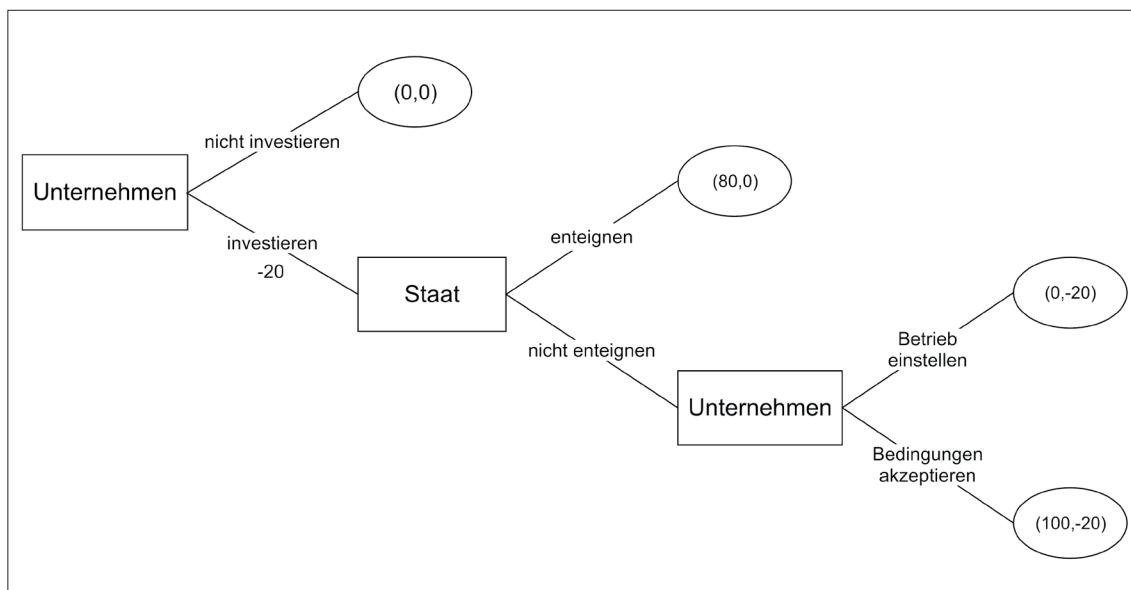 (0,0)
nicht investieren
Unternehmen
(80,0)
investieren
-20
enteignen
Staat
(0,-20)
nicht enteignen
Betrieb
einstellen
Unternehmen
Bedingungen
akzeptieren
(100,-20)